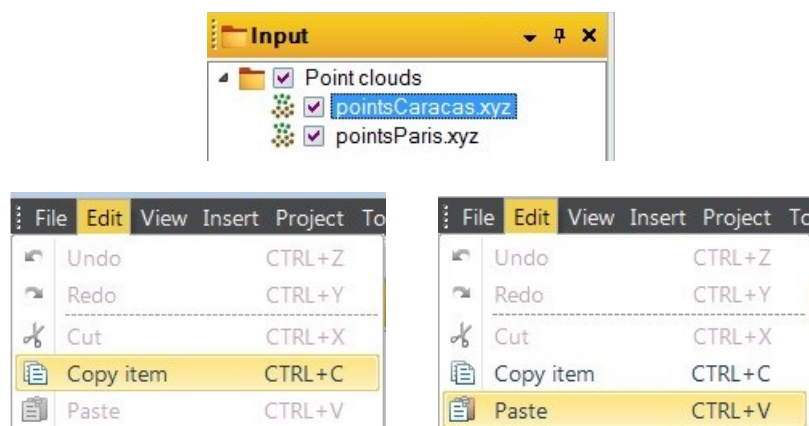 Input
Point clouds
pointsCaracas.xyz
pointsParis.xyz
File Edit View Insert Project To
Undo CTRL+Z
Redo CTRL+Y
Cut CTRL+X
Copy item CTRL+C
Paste CTRL+V
File Edit View Insert Project To
Undo CTRL+Z
Redo CTRL+Y
Cut CTRL+X
Copy item CTRL+C
Paste CTRL+V